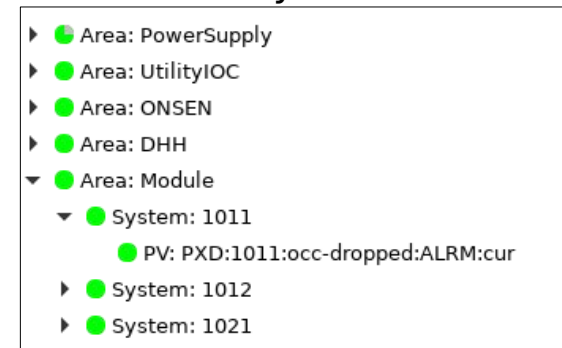 Area: PowerSupply
Area: UtilityIOC
Area: ONSEN
Area: DHH
Area: Module
System: 1011
PV: PXD:1011:occ-dropped:ALRM:cur
System: 1012
System: 1021